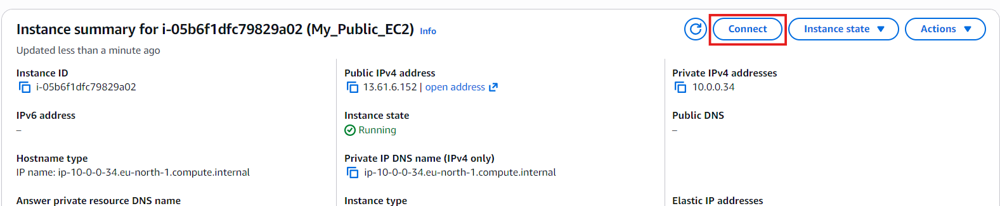 Instance summary for i-05b6f1dfc79829a02 (My_Public_EC2) Info
Connect
Instance state
Actions
Updated less than a minute ago
Instance ID
i-05b6f1dfc79829a02
Public IPv4 address
13.61.6.152 | open address
Private IPv4 addresses
10.0.0.34
IPv6 address
–
Instance state
Running
Public DNS
–
Hostname type
IP name: ip-10-0-0-34.eu-north-1.compute.internal
Private IP DNS name (IPv4 only)
ip-10-0-0-34.eu-north-1.compute.internal
Answer private resource DNS name
Instance type
Elastic IP addresses